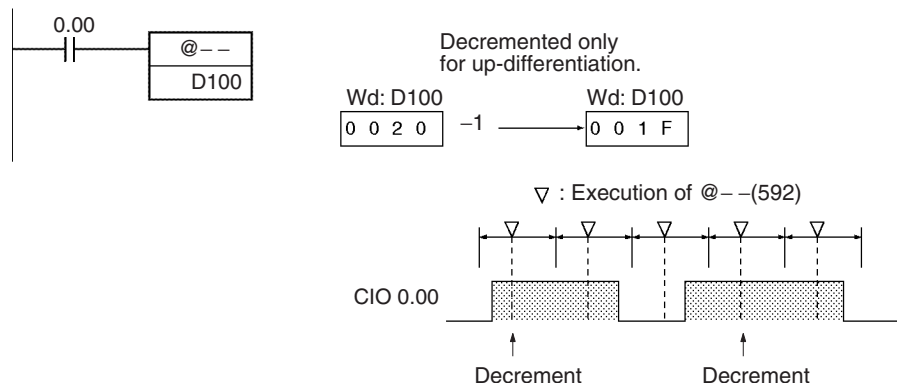 0.00
@– –
D100
Decremented only
for up-differentiation.
Wd: D100
Wd: D100
0 0 2 0
–1
0 0 1 F
▽ : Execution of @– –(592)
CIO 0.00
Decrement
Decrement